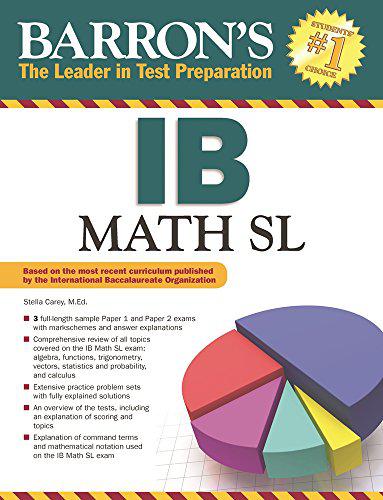 BARRON'S
The Leader in Test Preparation
STUDENTS'
#1
CHOICE
IB
MATH SL
Based on the most recent curriculum published
by the International Baccalaureate Organization
Stella Carey, M.Ed.
■ 3 full-length sample Paper 1 and Paper 2 exams
with markschemes and answer explanations
■ Comprehensive review of all topics
covered on the IB Math SL exam;
algebra, functions, trigonometry,
vectors, statistics and probability, and
calculus
■ Extensive practice problem sets
with fully explained solutions
■ An overview of the tests, including
an explanation of scoring and
topics
■ Explanation of command terms
and mathematical notation used
on the IB Math SL exam